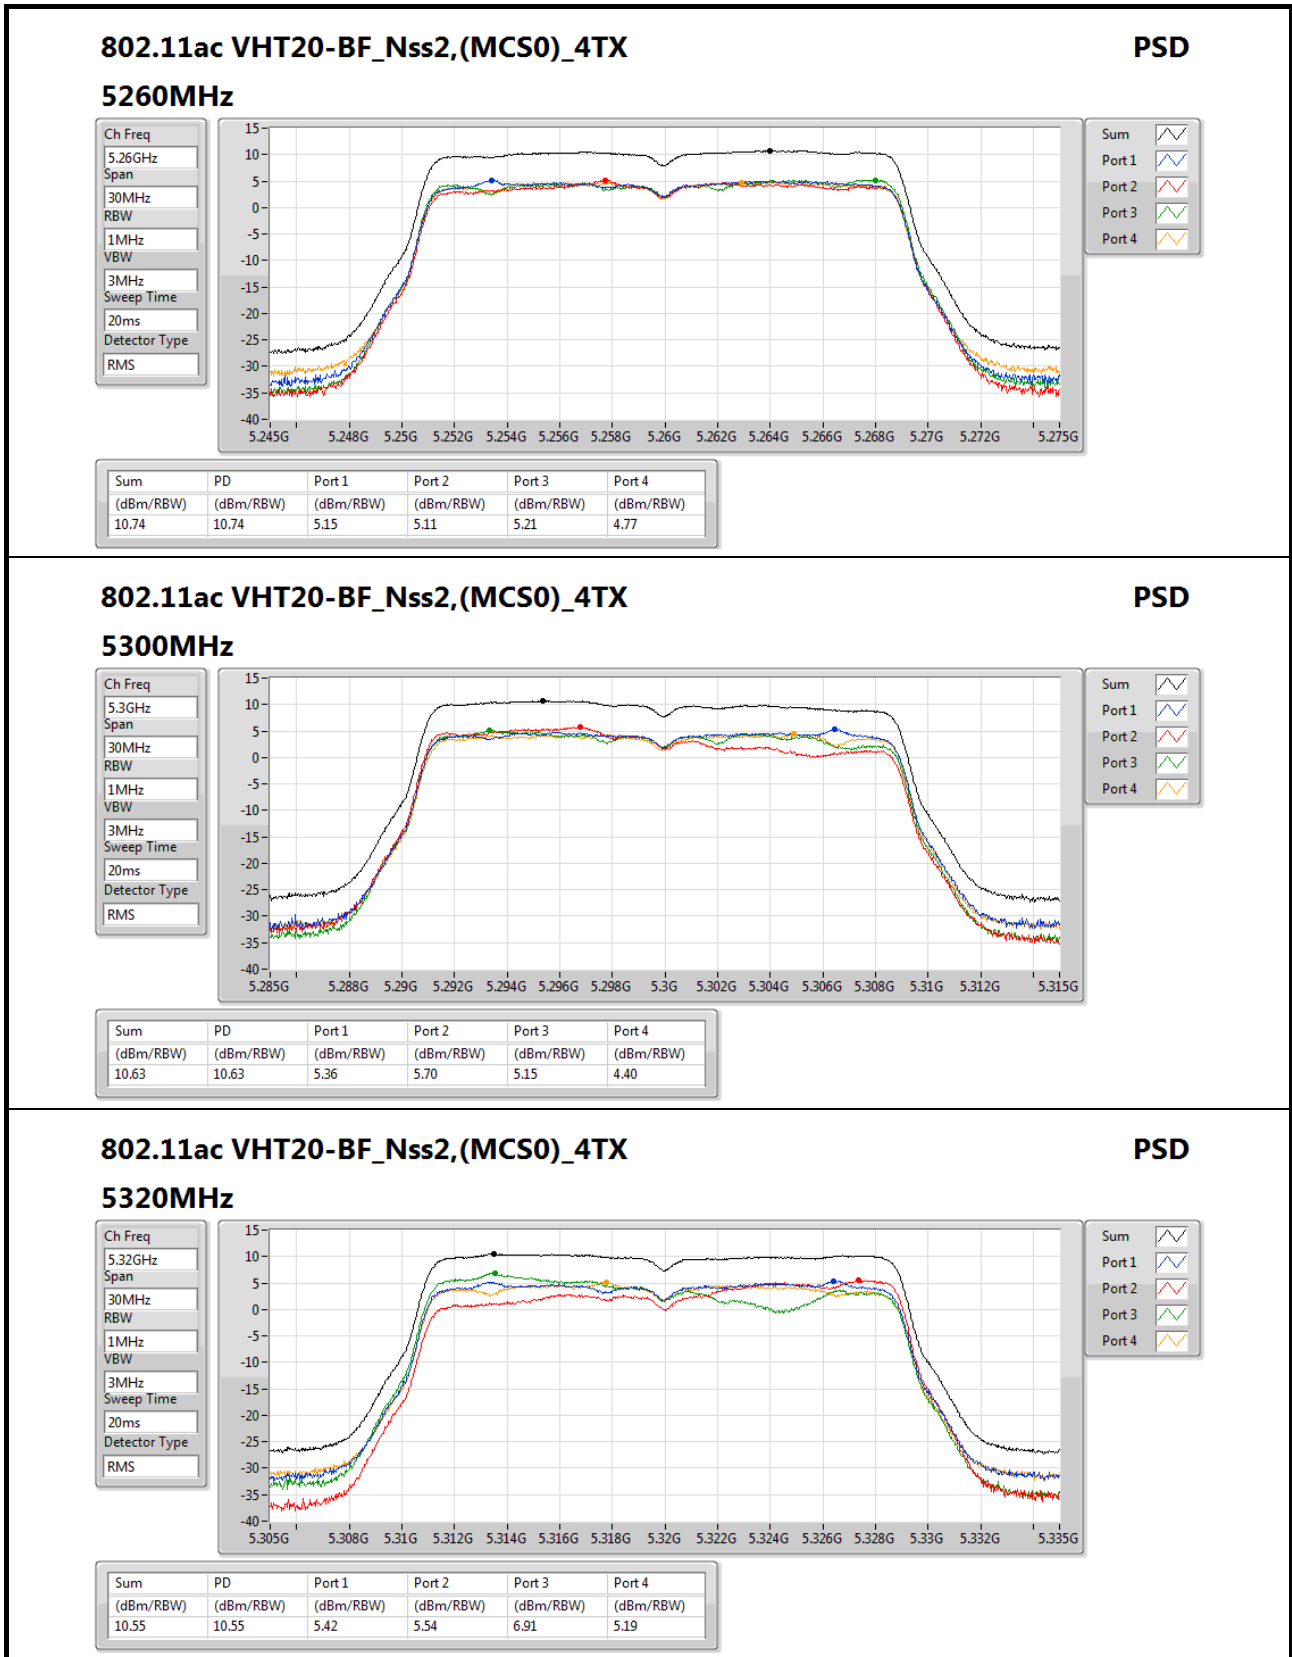 802.11ac VHT20-BF_Nss2,(MCS0)_4TX PSD
5260MHz
Ch Freq
5.26GHz
Span
30MHz
RBW
1MHz
VBW
3MHz
Sweep Time
20ms
Detector Type
RMS
15
10
5
0
-5
-10
-15
-20
-25
-30
-35
-40
5.245G 5.248G 5.25G 5.252G 5.254G 5.256G 5.258G 5.26G 5.262G 5.264G 5.266G 5.268G 5.27G 5.272G 5.275G
Sum
Port 1
Port 2
Port 3
Port 4
Sum PD Port 1 Port 2 Port 3 Port 4
(dBm/RBW) (dBm/RBW) (dBm/RBW) (dBm/RBW) (dBm/RBW) (dBm/RBW)
10.74 10.74 5.15 5.11 5.21 4.77
802.11ac VHT20-BF_Nss2,(MCS0)_4TX PSD
5300MHz
Ch Freq
5.3GHz
Span
30MHz
RBW
1MHz
VBW
3MHz
Sweep Time
20ms
Detector Type
RMS
15
10
5
0
-5
-10
-15
-20
-25
-30
-35
-40
5.285G 5.288G 5.29G 5.292G 5.294G 5.296G 5.298G 5.3G 5.302G 5.304G 5.306G 5.308G 5.31G 5.312G 5.315G
Sum
Port 1
Port 2
Port 3
Port 4
Sum PD Port 1 Port 2 Port 3 Port 4
(dBm/RBW) (dBm/RBW) (dBm/RBW) (dBm/RBW) (dBm/RBW) (dBm/RBW)
10.63 10.63 5.36 5.70 5.15 4.40
802.11ac VHT20-BF_Nss2,(MCS0)_4TX PSD
5320MHz
Ch Freq
5.32GHz
Span
30MHz
RBW
1MHz
VBW
3MHz
Sweep Time
20ms
Detector Type
RMS
15
10
5
0
-5
-10
-15
-20
-25
-30
-35
-40
5.305G 5.308G 5.31G 5.312G 5.314G 5.316G 5.318G 5.32G 5.322G 5.324G 5.326G 5.328G 5.33G 5.332G 5.335G
Sum
Port 1
Port 2
Port 3
Port 4
Sum PD Port 1 Port 2 Port 3 Port 4
(dBm/RBW) (dBm/RBW) (dBm/RBW) (dBm/RBW) (dBm/RBW) (dBm/RBW)
10.55 10.55 5.42 5.54 6.91 5.19